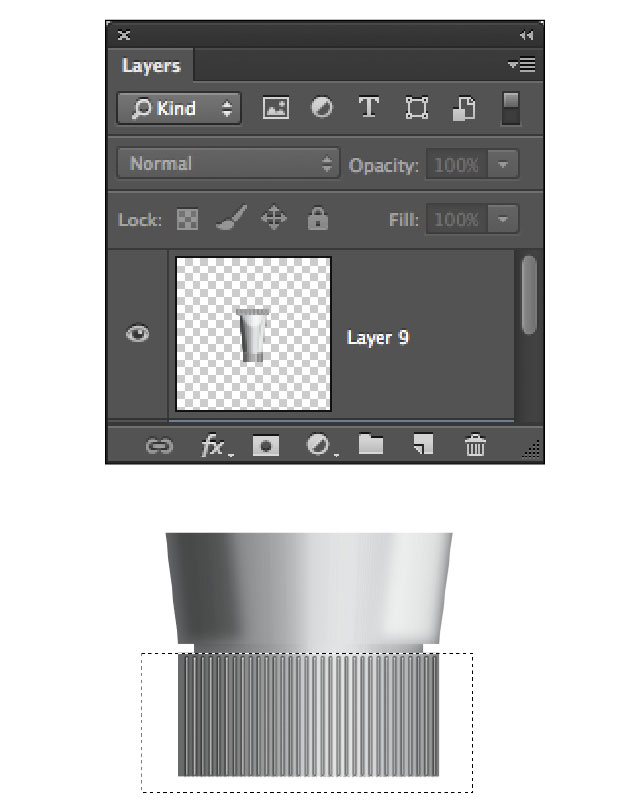 Layers
Kind
T
Normal
Opacity: 100%
Lock:
Fill: 100%
Layer 9
fx